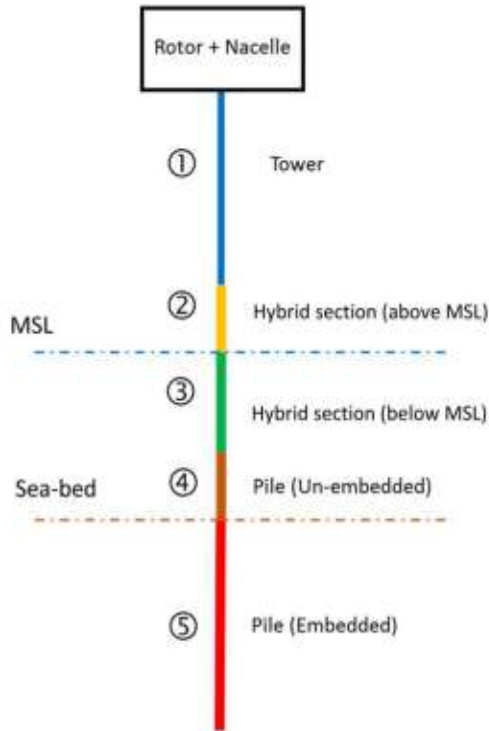 Rotor + Nacelle
① Tower
② Hybrid section (above MSL)
MSL
③
Hybrid section (below MSL)
Sea-bed ④ Pile (Un-embedded)
⑤ Pile (Embedded)